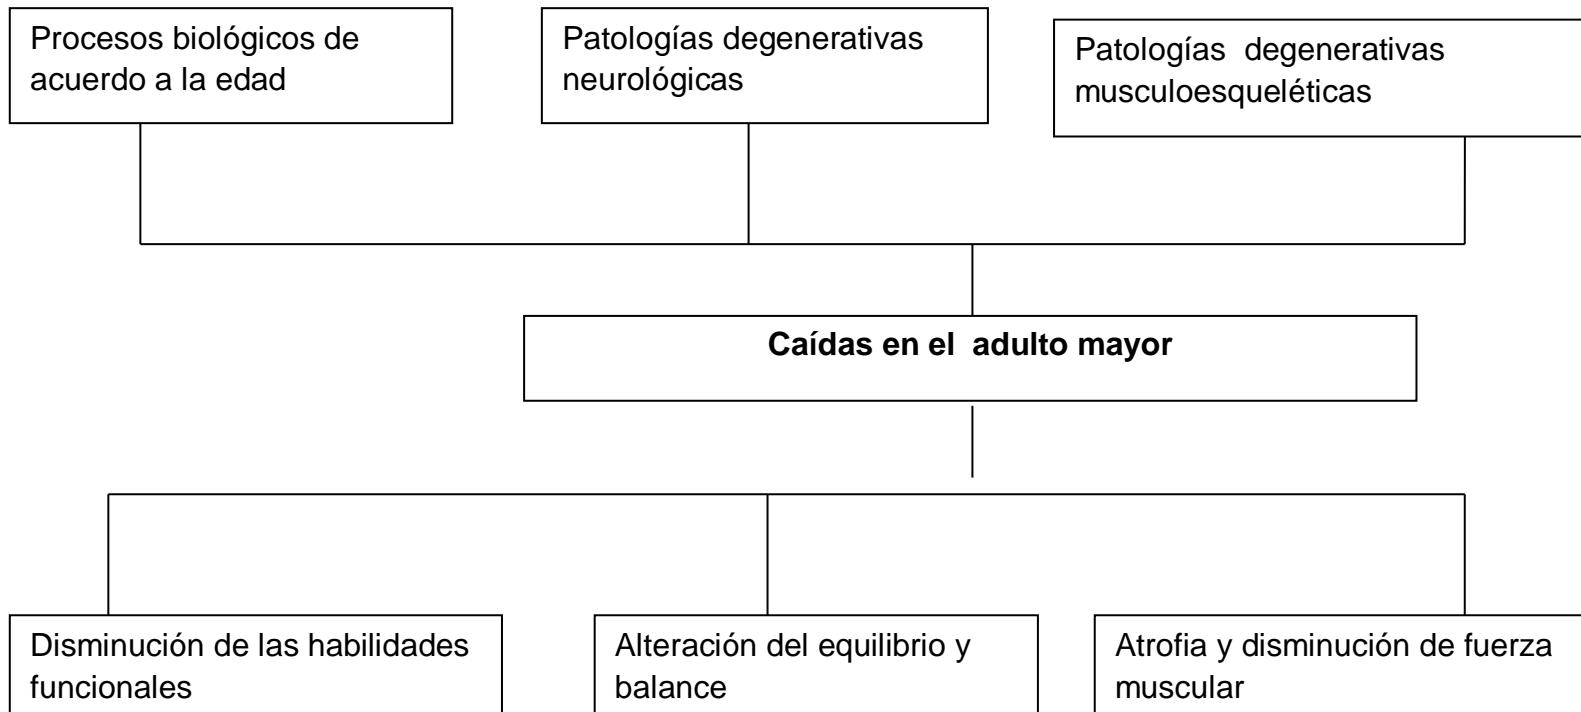 Procesos biológicos de
acuerdo a la edad
Patologías degenerativas
neurológicas
Patologías  degenerativas
musculoesqueléticas
Caídas en el  adulto mayor
Disminución de las habilidades
funcionales
Alteración del equilibrio y
balance
Atrofia y disminución de fuerza
muscular